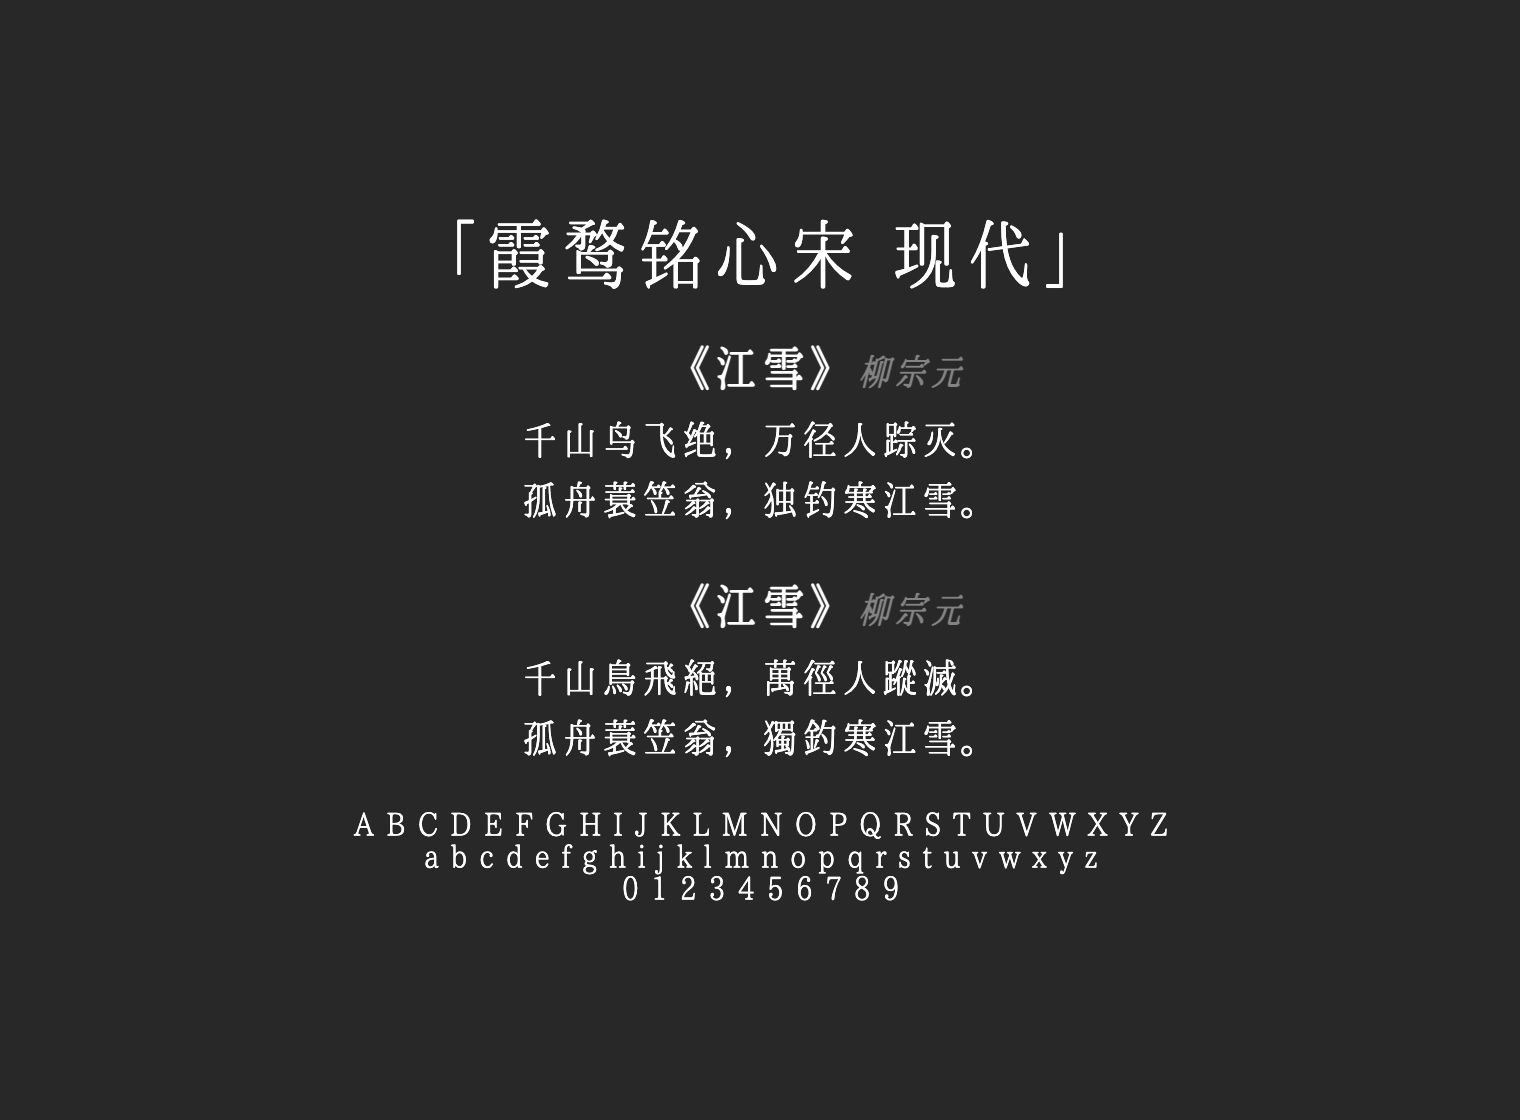 「霞鹜铭心宋 现代」
《江雪》 柳宗元
千山鸟飞绝，万径人踪灭。
孤舟蓑笠翁，独钓寒江雪。
《江雪》 柳宗元
千山鳥飛絕，萬徑人蹤滅。
孤舟蓑笠翁，獨釣寒江雪。
A B C D E F G H I J K L M N O P Q R S T U V W X Y Z
a b c d e f g h i j k l m n o p q r s t u v w x y z
0 1 2 3 4 5 6 7 8 9